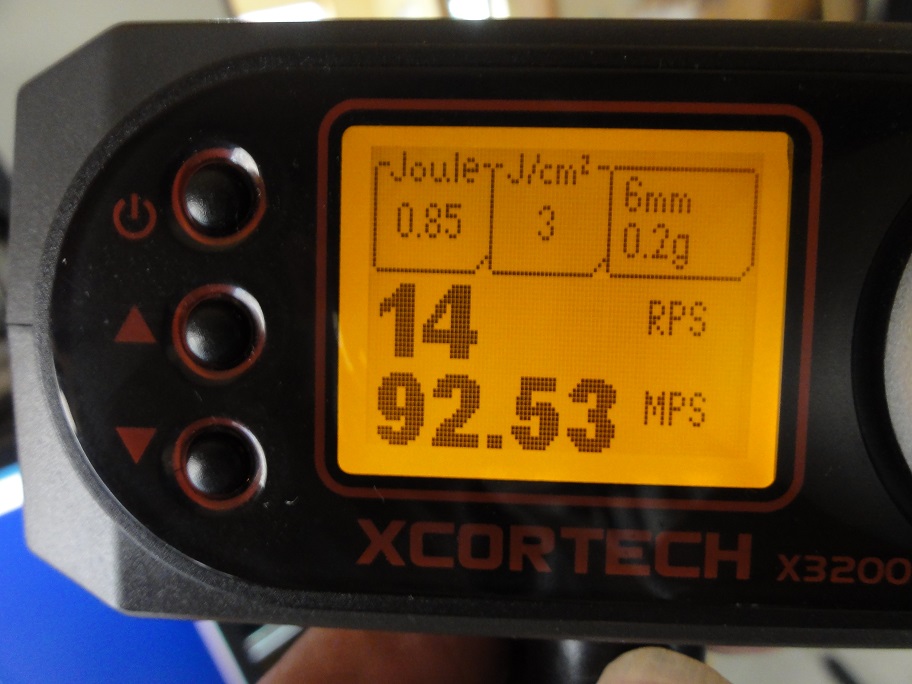 Joule J/cm² 6mm
0.85 3 0.2g
14 RPS
92.53 MPS
XCORTECH X3200